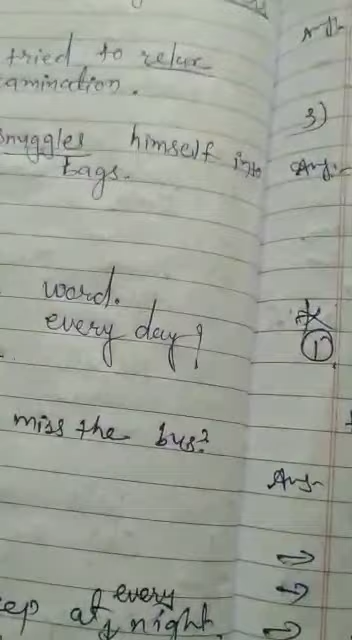 tried to relax
amination.
3)
snuggles himself into Ans:-
bags.
word.
every day?
①
miss the bus?
Ans-
⇒
every ⇒
ep at night. ⇒